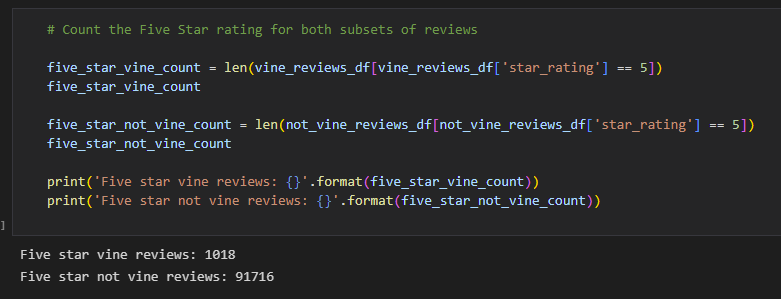 # Count the Five Star rating for both subsets of reviews
five_star_vine_count = len(vine_reviews_df[vine_reviews_df['star_rating'] == 5])
five_star_vine_count
five_star_not_vine_count = len(not_vine_reviews_df[not_vine_reviews_df['star_rating'] == 5])
five_star_not_vine_count
print('Five star vine reviews: {}'.format(five_star_vine_count))
print('Five star not vine reviews: {}'.format(five_star_not_vine_count))
]
Five star vine reviews: 1018
Five star not vine reviews: 91716